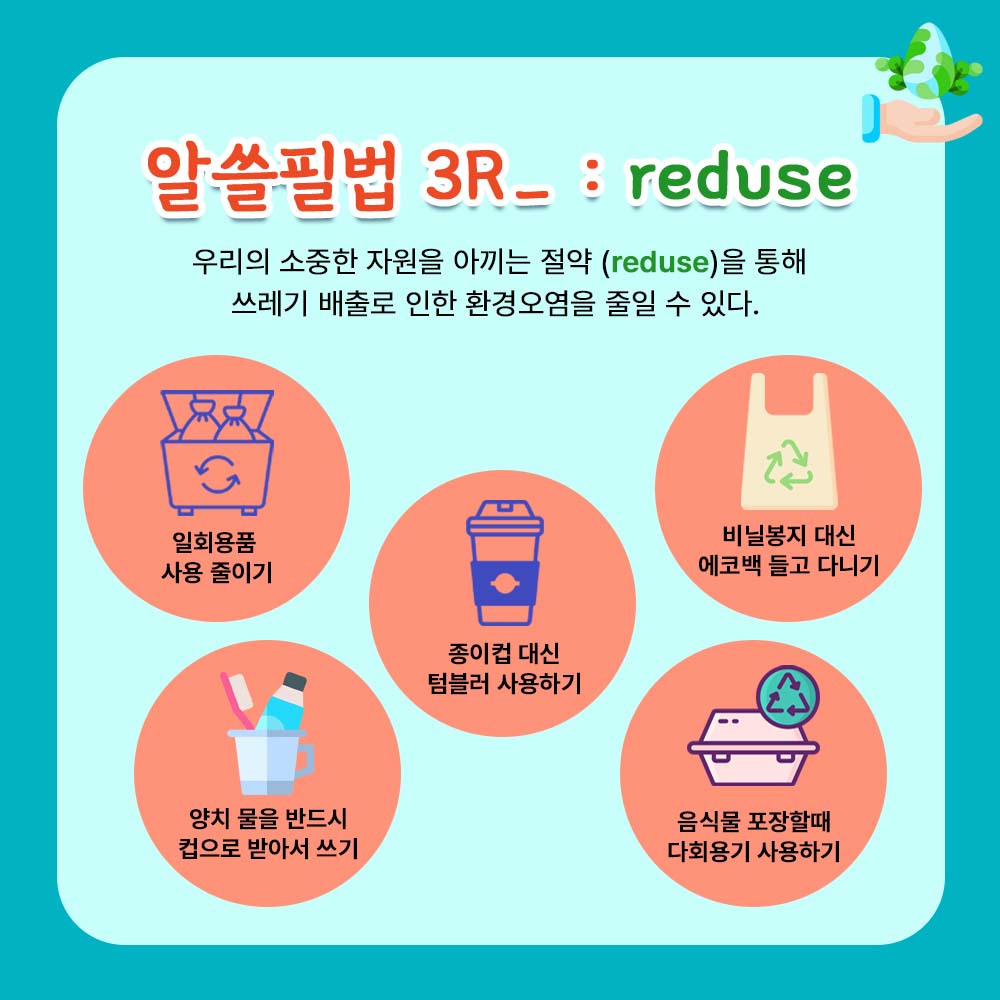 알쓸필법 3R_ : reduse
우리의 소중한 자원을 아끼는 절약 (reduse)을 통해
쓰레기 배출로 인한 환경오염을 줄일 수 있다.
일회용품
사용 줄이기
비닐봉지 대신
에코백 들고 다니기
종이컵 대신
텀블러 사용하기
양치 물을 반드시
컵으로 받아서 쓰기
음식물 포장할때
다회용기 사용하기